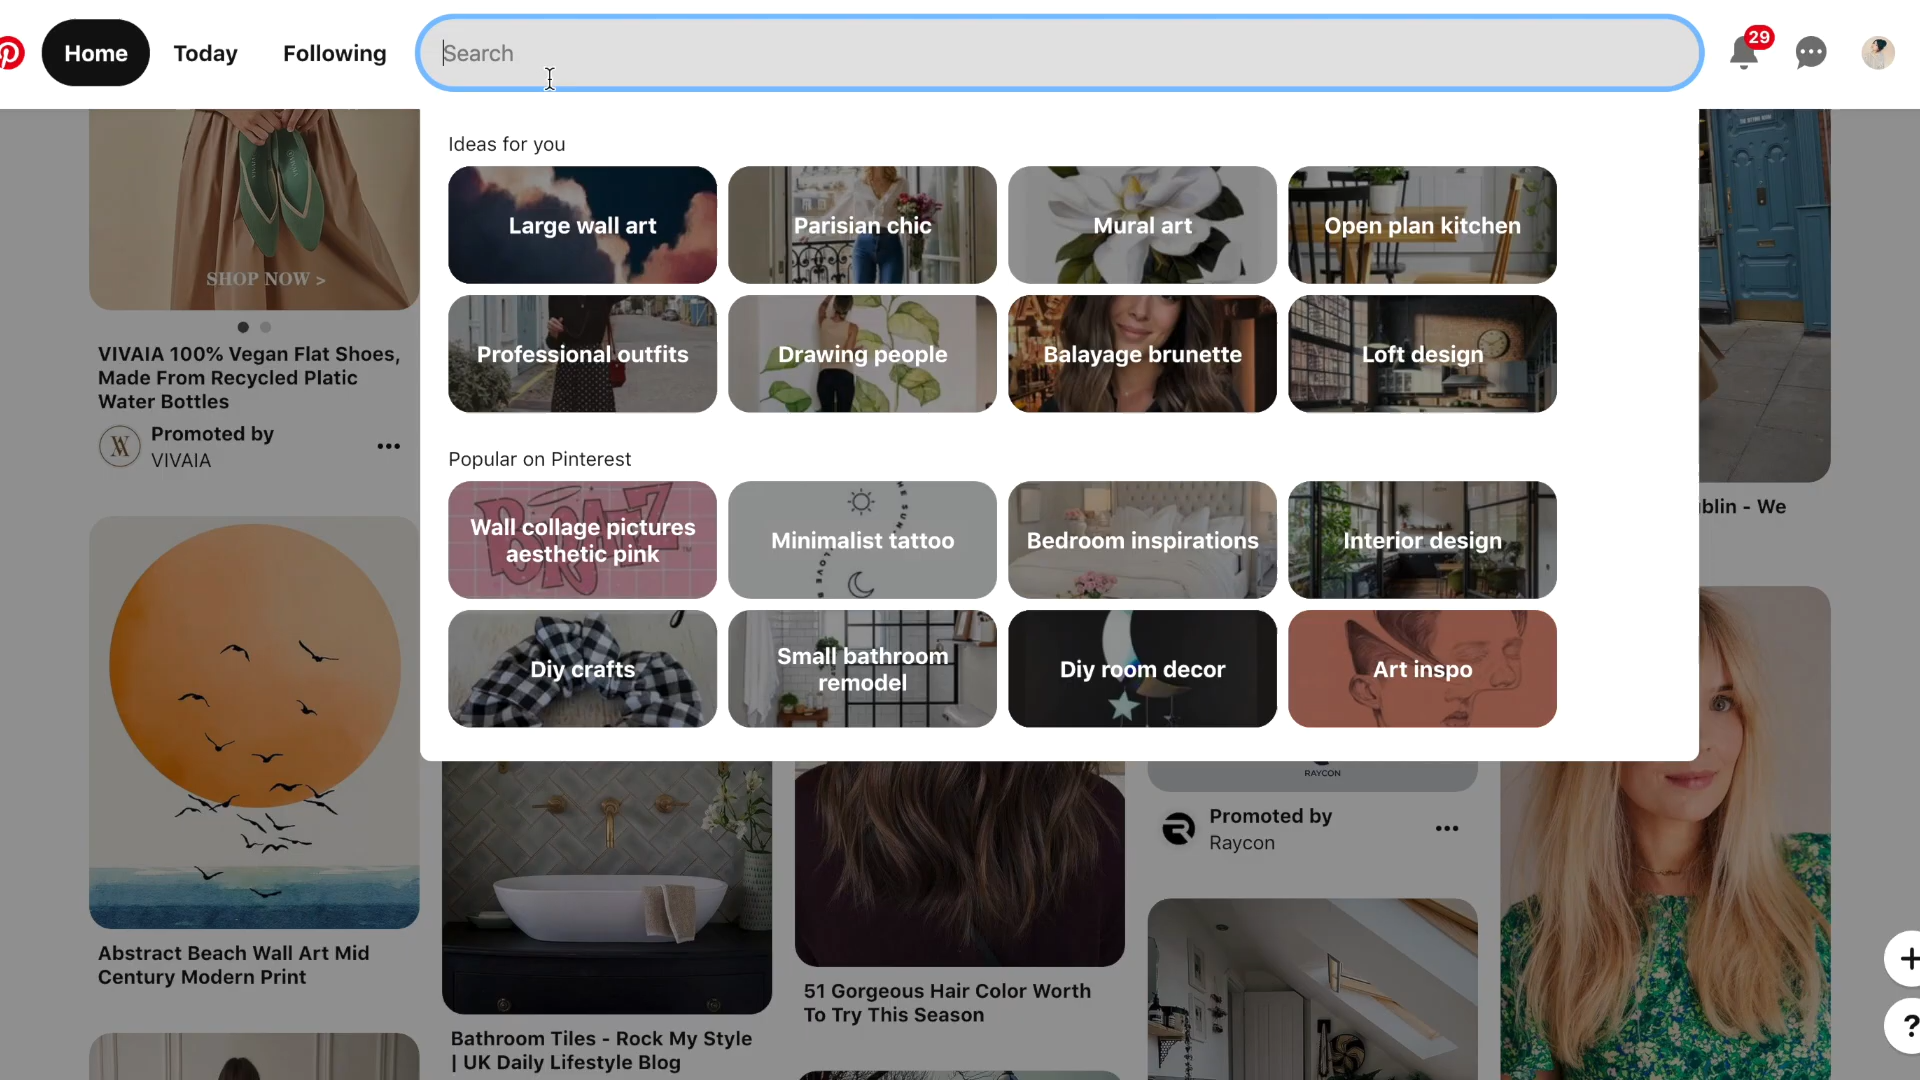 Home
Today
Following
Search
29
Ideas for you
Large wall art
Parisian chic
Mural art
Open plan kitchen
Professional outfits
Drawing people
Balayage brunette
Loft design
Popular on Pinterest
Wall collage pictures
aesthetic pink
Minimalist tattoo
Bedroom inspirations
Interior design
Diy crafts
Small bathroom
remodel
Diy room decor
Art inspo
SHOP NOW >
VIVAIA 100% Vegan Flat Shoes,
Made From Recycled Platic
Water Bottles
Promoted by
VIVAIA
Abstract Beach Wall Art Mid
Century Modern Print
Bathroom Tiles - Rock My Style
| UK Daily Lifestyle Blog
51 Gorgeous Hair Color Worth
To Try This Season
RAYCON
Promoted by
Raycon
blin - We
+
?